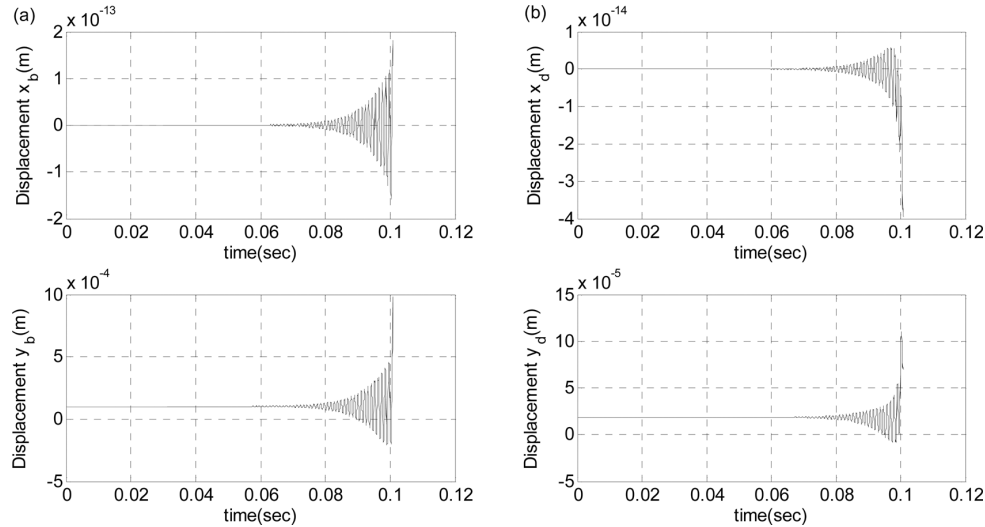 (a)
x 10-13
Displacement xb(m)
2
1
0
-1
-2
0 0.02 0.04 0.06 0.08 0.1 0.12
time(sec)
(b)
x 10-14
Displacement xd(m)
1
0
-1
-2
-3
-4
0 0.02 0.04 0.06 0.08 0.1 0.12
time(sec)
x 10-4
Displacement yb(m)
10
5
0
-5
0 0.02 0.04 0.06 0.08 0.1 0.12
time(sec)
x 10-5
Displacement yd(m)
15
10
5
0
-5
0 0.02 0.04 0.06 0.08 0.1 0.12
time(sec)